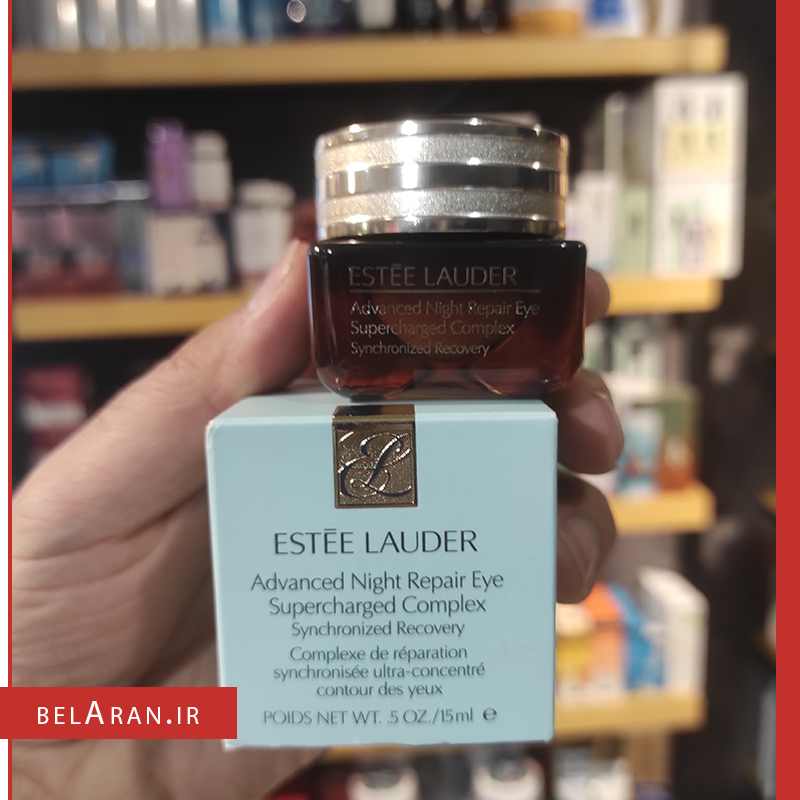 ESTĒE LAUDER
Advanced Night Repair Eye
Supercharged Complex
Synchronized Recovery
EL
ESTĒE LAUDER
Advanced Night Repair Eye
Supercharged Complex
Synchronized Recovery
Complexe de réparation
synchronisée ultra-concentré
contour des yeux
POIDS NET WT. .5 OZ./15ml ℮
BELARAN.IR